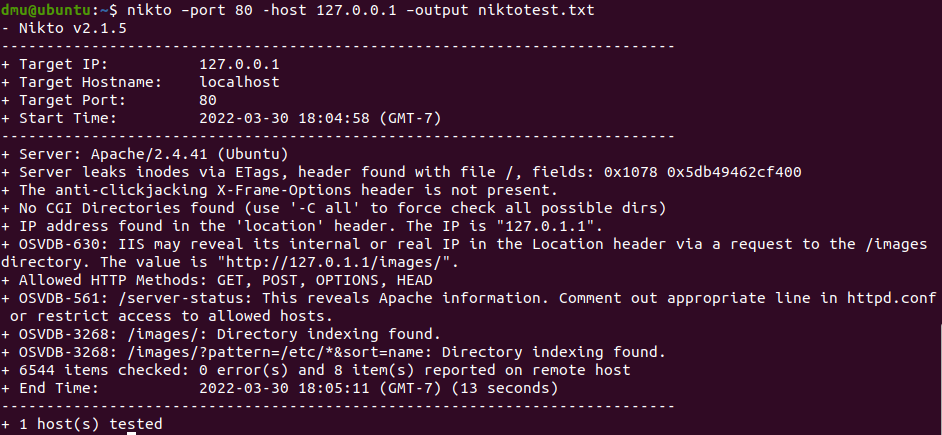 dmu@ubuntu:~$ nikto –port 80 -host 127.0.0.1 –output niktotest.txt
- Nikto v2.1.5
---------------------------------------------------------------------------
+ Target IP:          127.0.0.1
+ Target Hostname:    localhost
+ Target Port:        80
+ Start Time:         2022-03-30 18:04:58 (GMT-7)
---------------------------------------------------------------------------
+ Server: Apache/2.4.41 (Ubuntu)
+ Server leaks inodes via ETags, header found with file /, fields: 0x1078 0x5db49462cf400
+ The anti-clickjacking X-Frame-Options header is not present.
+ No CGI Directories found (use '-C all' to force check all possible dirs)
+ IP address found in the 'location' header. The IP is "127.0.1.1".
+ OSVDB-630: IIS may reveal its internal or real IP in the Location header via a request to the /images
directory. The value is "http://127.0.1.1/images/".
+ Allowed HTTP Methods: GET, POST, OPTIONS, HEAD
+ OSVDB-561: /server-status: This reveals Apache information. Comment out appropriate line in httpd.conf
 or restrict access to allowed hosts.
+ OSVDB-3268: /images/: Directory indexing found.
+ OSVDB-3268: /images/?pattern=/etc/*&sort=name: Directory indexing found.
+ 6544 items checked: 0 error(s) and 8 item(s) reported on remote host
+ End Time:           2022-03-30 18:05:11 (GMT-7) (13 seconds)
---------------------------------------------------------------------------
+ 1 host(s) tested